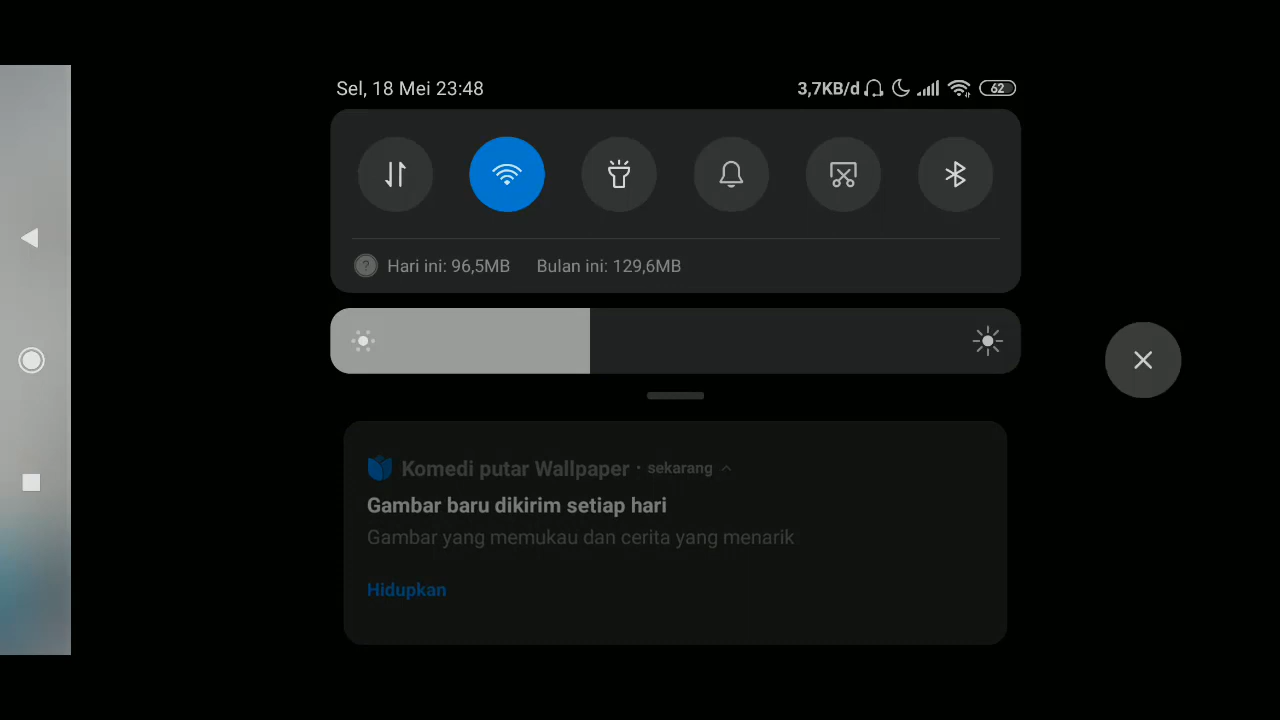 Sel, 18 Mei 23:48
3,7KB/d
62
Hari ini: 96,5MB Bulan ini: 129,6MB
Komedi putar Wallpaper • sekarang
Gambar baru dikirim setiap hari
Gambar yang memukau dan cerita yang menarik
Hidupkan